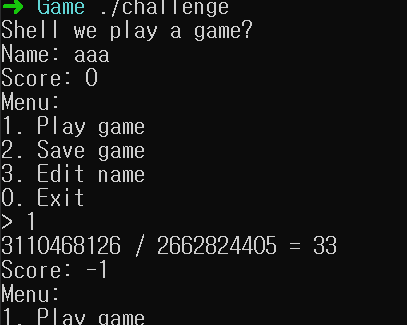 ➜ Game ./challenge
Shell we play a game?
Name: aaa
Score: 0
Menu:
1. Play game
2. Save game
3. Edit name
0. Exit
> 1
3110468126 / 2662824405 = 33
Score: -1
Menu:
1. Play game